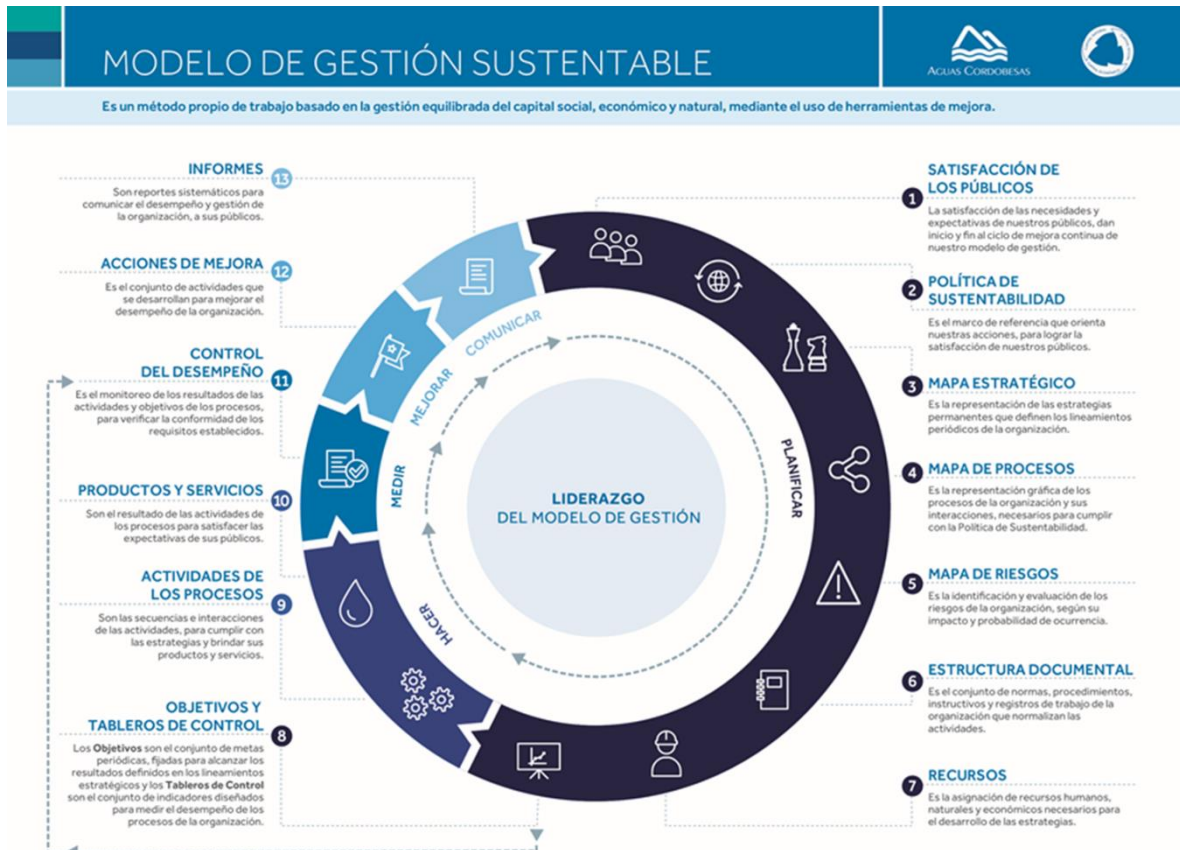 MODELO DE GESTIÓN SUSTENTABLE
AGUAS CORDOBESAS
Es un método propio de trabajo basado en la gestión equilibrada del capital social, económico y natural, mediante el uso de herramientas de mejora.
SATISFACCIÓN DE
LOS PÚBLICOS
1
La satisfacción de las necesidades y
expectativas de nuestros públicos, dan
inicio y fin al ciclo de mejora continua de
nuestro modelo de gestión.
POLÍTICA DE
SUSTENTABILIDAD
2
Es el marco de referencia que orienta
nuestras acciones, para lograr la
satisfacción de nuestros públicos.
3 MAPA ESTRATÉGICO
Es la representación de las estrategias
permanentes que definen los lineamientos
periódicos de la organización.
4 MAPA DE PROCESOS
Es la representación gráfica de los
procesos de la organización y sus
interacciones, necesarios para cumplir
con la Política de Sustentabilidad.
5 MAPA DE RIESGOS
Es la identificación y evaluación de los
riesgos de la organización, según su
impacto y probabilidad de ocurrencia.
6 ESTRUCTURA DOCUMENTAL
Es el conjunto de normas, procedimientos,
instructivos y registros de trabajo de la
organización que normalizan las
actividades.
7 RECURSOS
Es la asignación de recursos humanos,
naturales y económicos necesarios para
el desarrollo de las estrategias.
OBJETIVOS Y
TABLEROS DE CONTROL
8
Los Objetivos son el conjunto de metas
periódicas, fijadas para alcanzar los
resultados definidos en los lineamientos
estratégicos y los Tableros de Control
son el conjunto de indicadores diseñados
para medir el desempeño de los
procesos de la organización.
ACTIVIDADES DE
LOS PROCESOS
9
Son las secuencias e interacciones
de las actividades, para cumplir con
las estrategias y brindar sus
productos y servicios.
PRODUCTOS Y SERVICIOS 10
Son el resultado de las actividades de
los procesos para satisfacer las
expectativas de sus públicos.
CONTROL
DEL DESEMPEÑO
11
Es el monitoreo de los resultados de las
actividades y objetivos de los procesos,
para verificar la conformidad de los
requisitos establecidos.
ACCIONES DE MEJORA 12
Es el conjunto de actividades que
se desarrollan para mejorar el
desempeño de la organización.
INFORMES 13
Son reportes sistemáticos para
comunicar el desempeño y gestión de
la organización, a sus públicos.
PLANIFICAR
HACER
MEDIR
MEJORAR
COMUNICAR
LIDERAZGO
DEL MODELO DE GESTIÓN